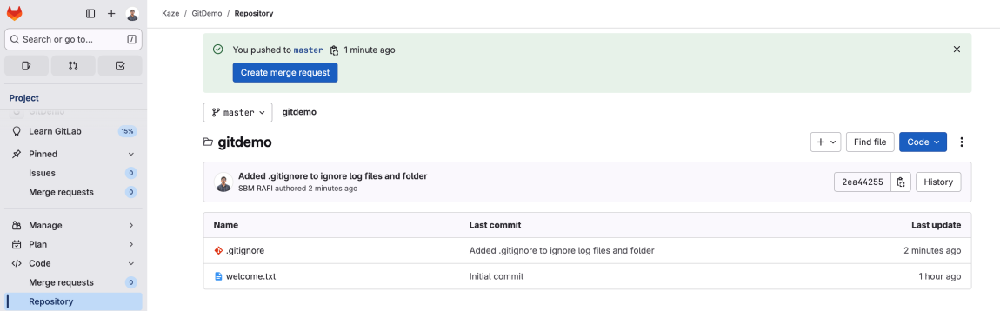 Kaze / GitDemo / Repository
Search or go to... /
Project
GitDemo
Learn GitLab 15%
Pinned
Issues 0
Merge requests 0
Manage
Plan
Code
Merge requests 0
Repository
You pushed to master 1 minute ago
Create merge request
master gitdemo
gitdemo
+ Find file Code
Added .gitignore to ignore log files and folder
SBM RAFI authored 2 minutes ago
2ea44255 History
Name Last commit Last update
.gitignore Added .gitignore to ignore log files and folder 2 minutes ago
welcome.txt Initial commit 1 hour ago